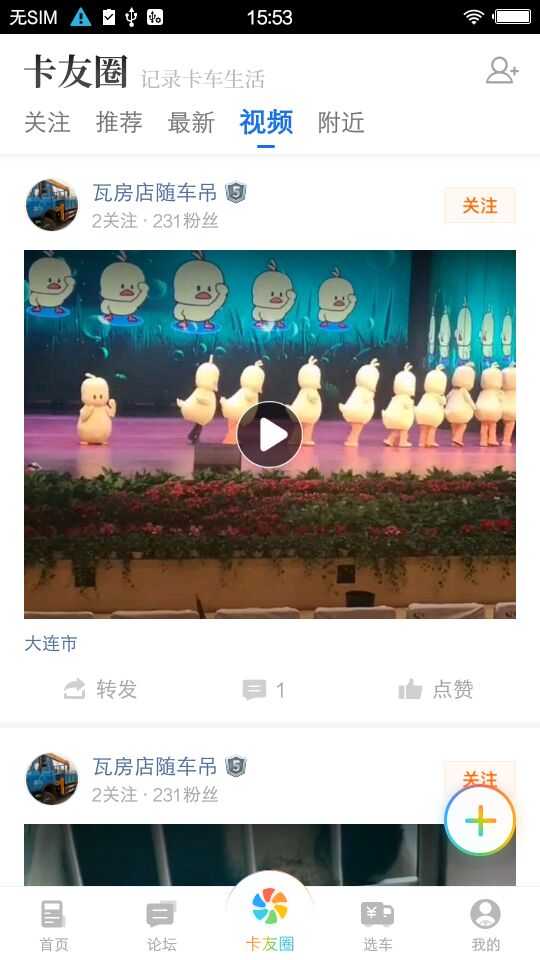 无SIM 15:53
卡友圈 记录卡车生活
关注 推荐 最新 视频 附近
瓦房店随车吊 5
2关注 · 231粉丝
关注
大连市
转发 1 点赞
瓦房店随车吊 5
2关注 · 231粉丝
关注
首页 论坛 卡友圈 选车 我的